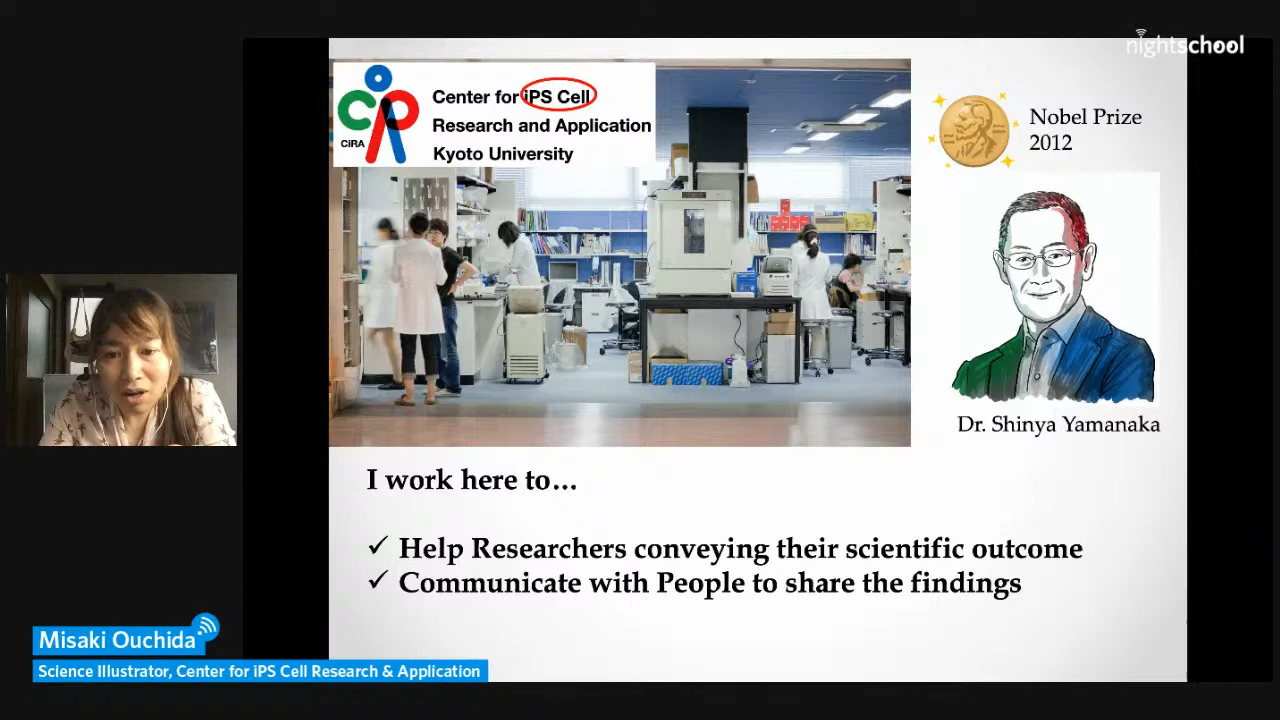 nightschool
CiRA
Center for iPS Cell
Research and Application
Kyoto University
Nobel Prize
2012
Dr. Shinya Yamanaka
I work here to...
✓ Help Researchers conveying their scientific outcome
✓ Communicate with People to share the findings
Misaki Ouchida
Science Illustrator, Center for iPS Cell Research & Application